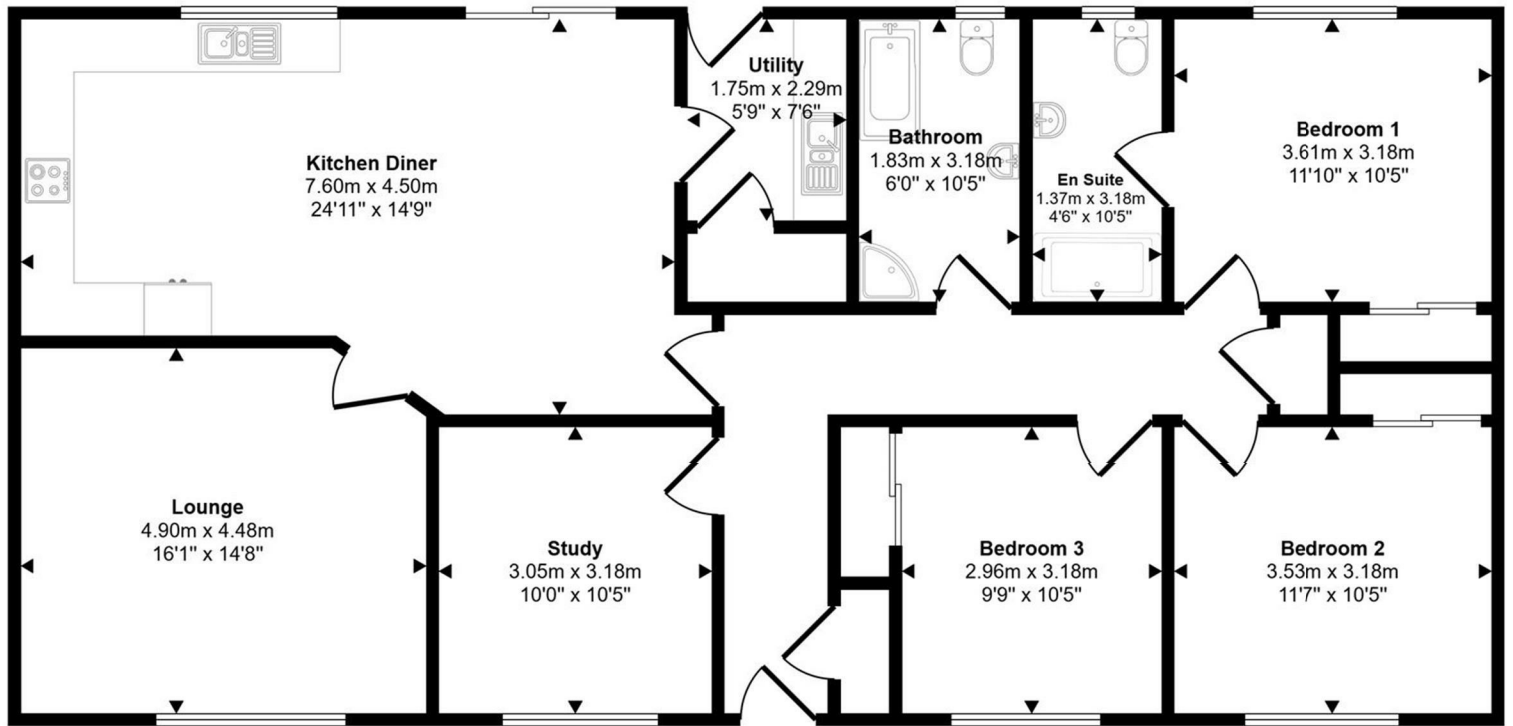 Utility
1.75m x 2.29m
5'9" x 7'6"
Kitchen Diner
7.60m x 4.50m
24'11" x 14'9"
Bathroom
1.83m x 3.18m
6'0" x 10'5"
En Suite
1.37m x 3.18m
4'6" x 10'5"
Bedroom 1
3.61m x 3.18m
11'10" x 10'5"
Lounge
4.90m x 4.48m
16'1" x 14'8"
Study
3.05m x 3.18m
10'0" x 10'5"
Bedroom 3
2.96m x 3.18m
9'9" x 10'5"
Bedroom 2
3.53m x 3.18m
11'7" x 10'5"